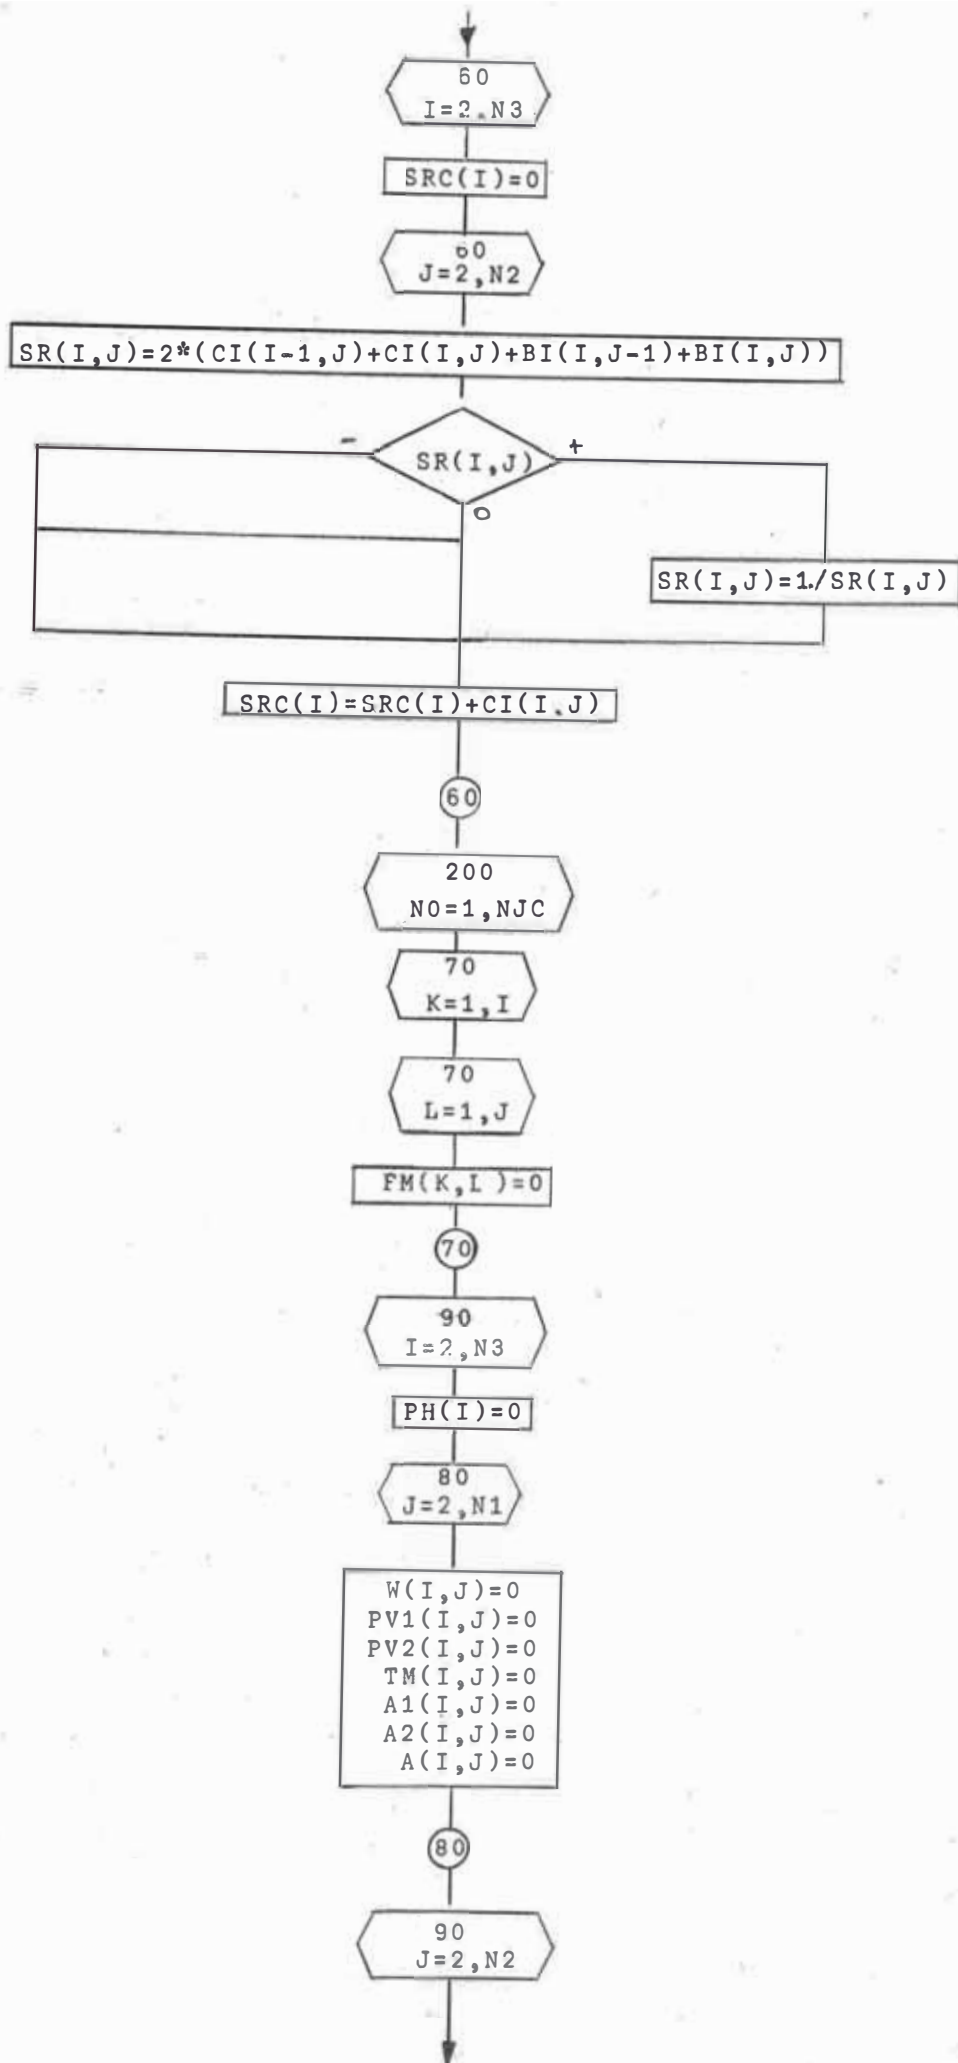 60
I=2,N3
SRC(I)=0
60
J=2,N2
SR(I,J)=2*(CI(I-1,J)+CI(I,J)+BI(I,J-1)+BI(I,J))
-
SR(I,J)
+
0
SR(I,J)=1./SR(I,J)
SRC(I)=SRC(I)+CI(I.J)
60
200
NO=1,NJC
70
K=1,I
70
L=1,J
FM(K,L )=0
70
90
I=2,N3
PH(I)=0
80
J=2,N1
W(I,J)=0
PV1(I,J)=0
PV2(I,J)=0
TM(I,J)=0
A1(I,J)=0
A2(I,J)=0
A(I,J)=0
80
90
J=2,N2